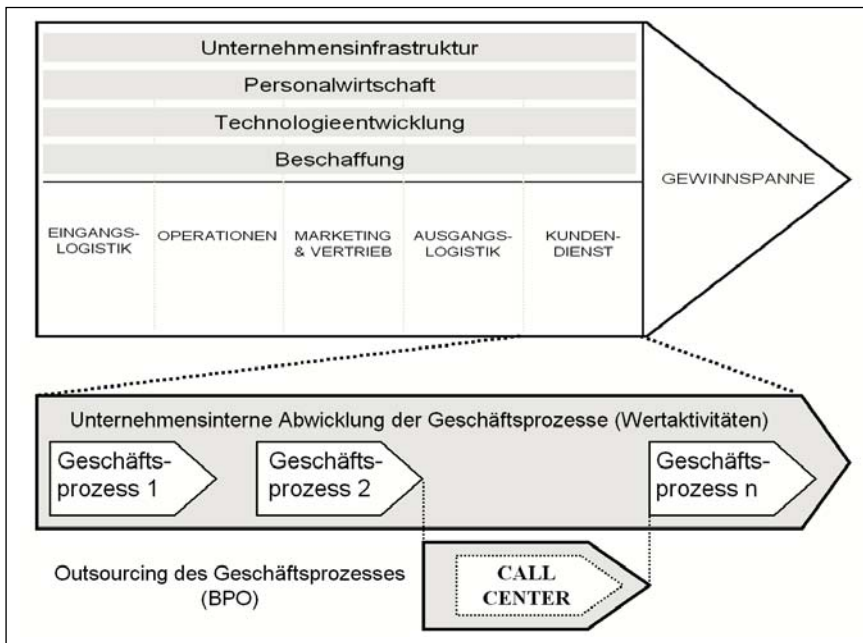 Unternehmensinfrastruktur
Personalwirtschaft
Technologieentwicklung
Beschaffung
GEWINNSPANNE
EINGANGS-
LOGISTIK
OPERATIONEN
MARKETING
& VERTRIEB
AUSGANGS-
LOGISTIK
KUNDEN-
DIENST
Unternehmensinterne Abwicklung der Geschäftsprozesse (Wertaktivitäten)
Geschäfts-
prozess 1
Geschäfts-
prozess 2
Geschäfts-
prozess n
Outsourcing des Geschäftsprozesses
(BPO)
CALL
CENTER